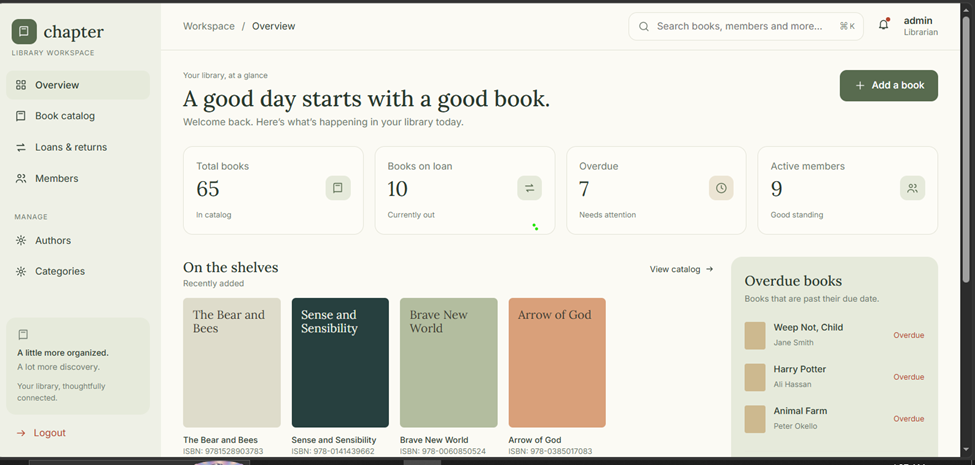 chapter
LIBRARY WORKSPACE
Overview
Book catalog
Loans & returns
Members
MANAGE
Authors
Categories
A little more organized.
A lot more discovery.
Your library, thoughtfully
connected.
Logout
Workspace / Overview
Search books, members and more... ⌘K
admin
Librarian
Your library, at a glance
A good day starts with a good book.
Welcome back. Here's what's happening in your library today.
+ Add a book
Total books
65
In catalog
Books on loan
10
Currently out
Overdue
7
Needs attention
Active members
9
Good standing
On the shelves
Recently added
View catalog →
The Bear and
Bees
Sense and
Sensibility
Brave New
World
Arrow of God
The Bear and Bees
ISBN: 9781528903783
Sense and Sensibility
ISBN: 978-0141439662
Brave New World
ISBN: 978-0060850524
Arrow of God
ISBN: 978-0385017083
Overdue books
Books that are past their due date.
Weep Not, Child
Jane Smith
Overdue
Harry Potter
Ali Hassan
Overdue
Animal Farm
Peter Okello
Overdue